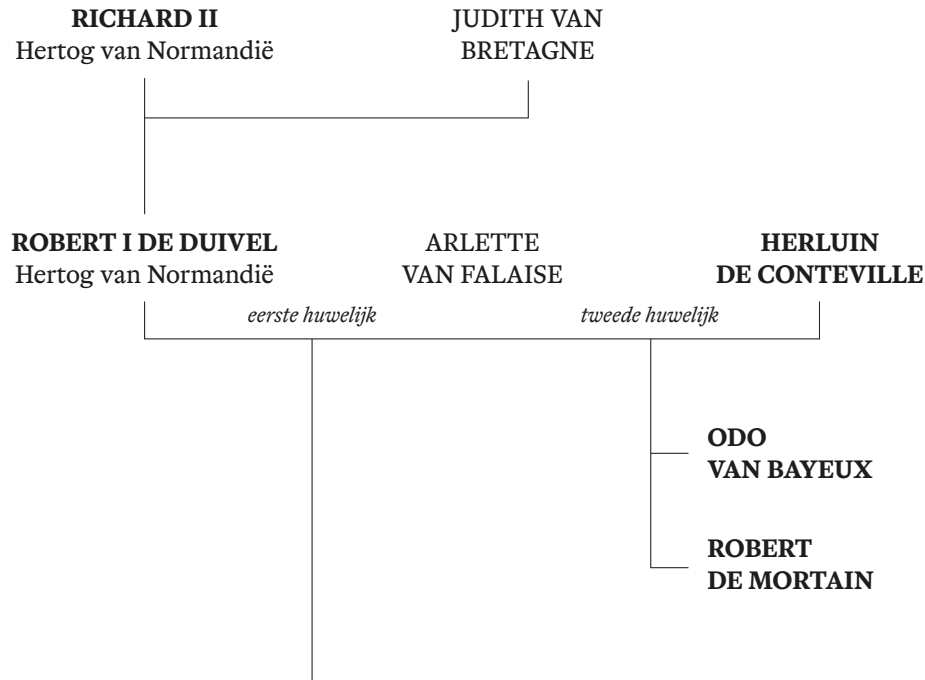 RICHARD II
Hertog van Normandië
JUDITH VAN
BRETAGNE
ROBERT I DE DUIVEL
Hertog van Normandië
ARLETTE
VAN FALAISE
HERLUIN
DE CONTEVILLE
eerste huwelijk
tweede huwelijk
ODO
VAN BAYEUX
ROBERT
DE MORTAIN